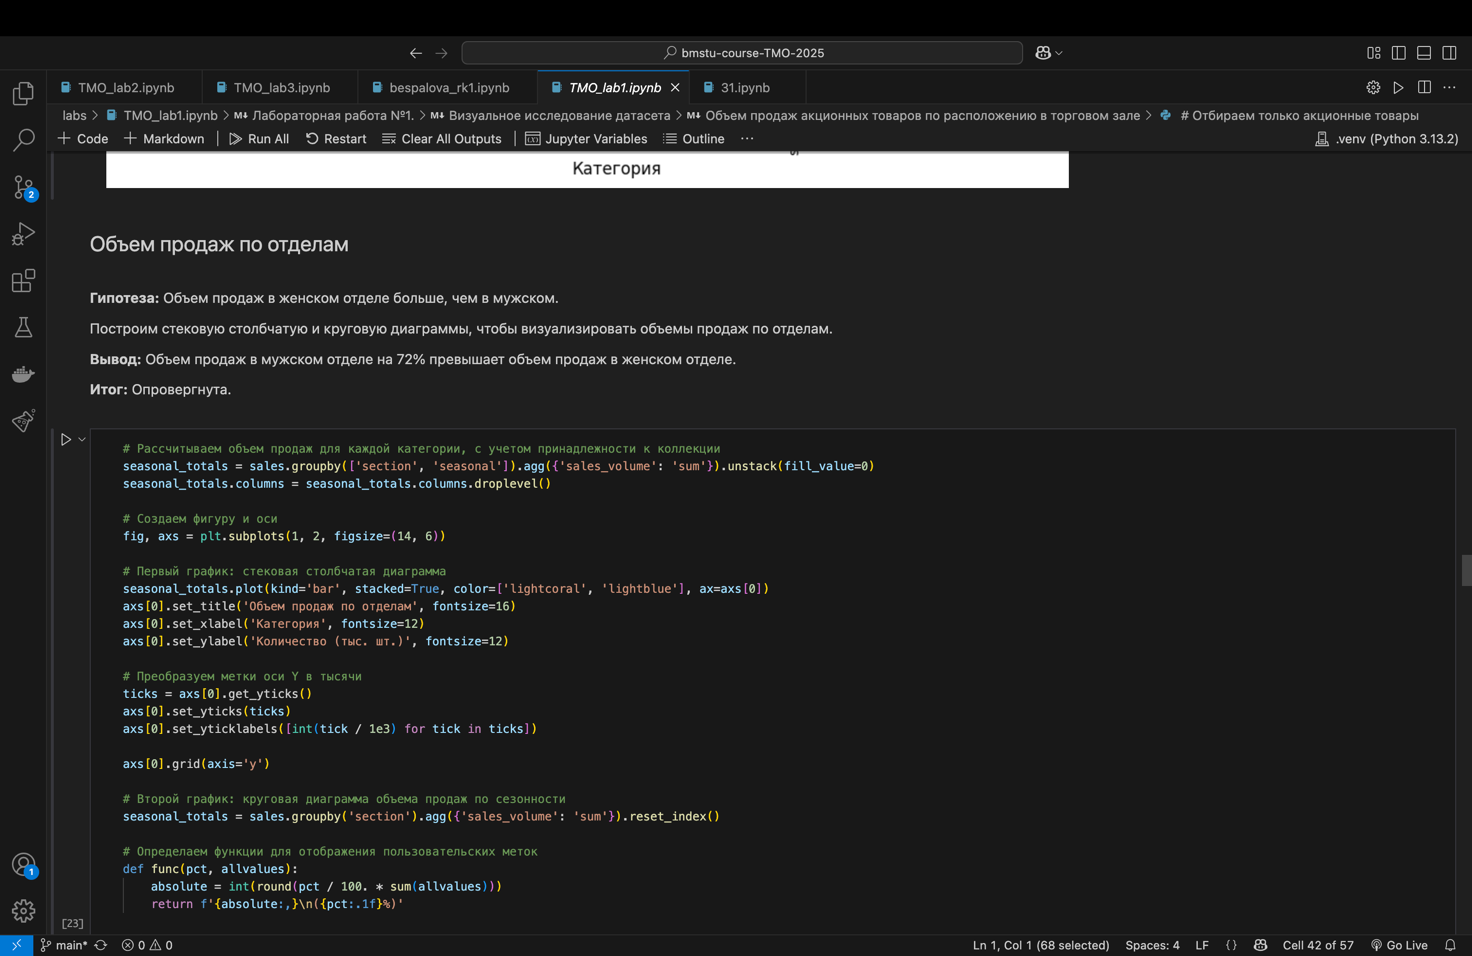 bmstu-course-TMO-2025
TMO_lab2.ipynb
TMO_lab3.ipynb
bespalova_rk1.ipynb
TMO_lab1.ipynb
31.ipynb
labs > TMO_lab1.ipynb > M↓ Лабораторная работа №1. > M↓ Визуальное исследование датасета > M↓ Объем продаж акционных товаров по расположению в торговом зале > # Отбираем только акционные товары
+ Code + Markdown | Run All Restart Clear All Outputs | Jupyter Variables Outline ... .venv (Python 3.13.2)
Категория
2
Объем продаж по отделам
Гипотеза: Объем продаж в женском отделе больше, чем в мужском.
Построим стековую столбчатую и круговую диаграммы, чтобы визуализировать объемы продаж по отделам.
Вывод: Объем продаж в мужском отделе на 72% превышает объем продаж в женском отделе.
Итог: Опровергнута.
# Рассчитываем объем продаж для каждой категории, с учетом принадлежности к коллекции
seasonal_totals = sales.groupby(['section', 'seasonal']).agg({'sales_volume': 'sum'}).unstack(fill_value=0)
seasonal_totals.columns = seasonal_totals.columns.droplevel()
# Создаем фигуру и оси
fig, axs = plt.subplots(1, 2, figsize=(14, 6))
# Первый график: стековая столбчатая диаграмма
seasonal_totals.plot(kind='bar', stacked=True, color=['lightcoral', 'lightblue'], ax=axs[0])
axs[0].set_title('Объем продаж по отделам', fontsize=16)
axs[0].set_xlabel('Категория', fontsize=12)
axs[0].set_ylabel('Количество (тыс. шт.)', fontsize=12)
# Преобразуем метки оси Y в тысячи
ticks = axs[0].get_yticks()
axs[0].set_yticks(ticks)
axs[0].set_yticklabels([int(tick / 1e3) for tick in ticks])
axs[0].grid(axis='y')
# Второй график: круговая диаграмма объема продаж по сезонности
seasonal_totals = sales.groupby('section').agg({'sales_volume': 'sum'}).reset_index()
# Определаем функции для отображения пользовательских меток
def func(pct, allvalues):
    absolute = int(round(pct / 100. * sum(allvalues)))
    return f'{absolute:,}\n({pct:.1f}%)'
1
[23]
main* 0 0 Ln 1, Col 1 (68 selected) Spaces: 4 LF {} Cell 42 of 57 Go Live